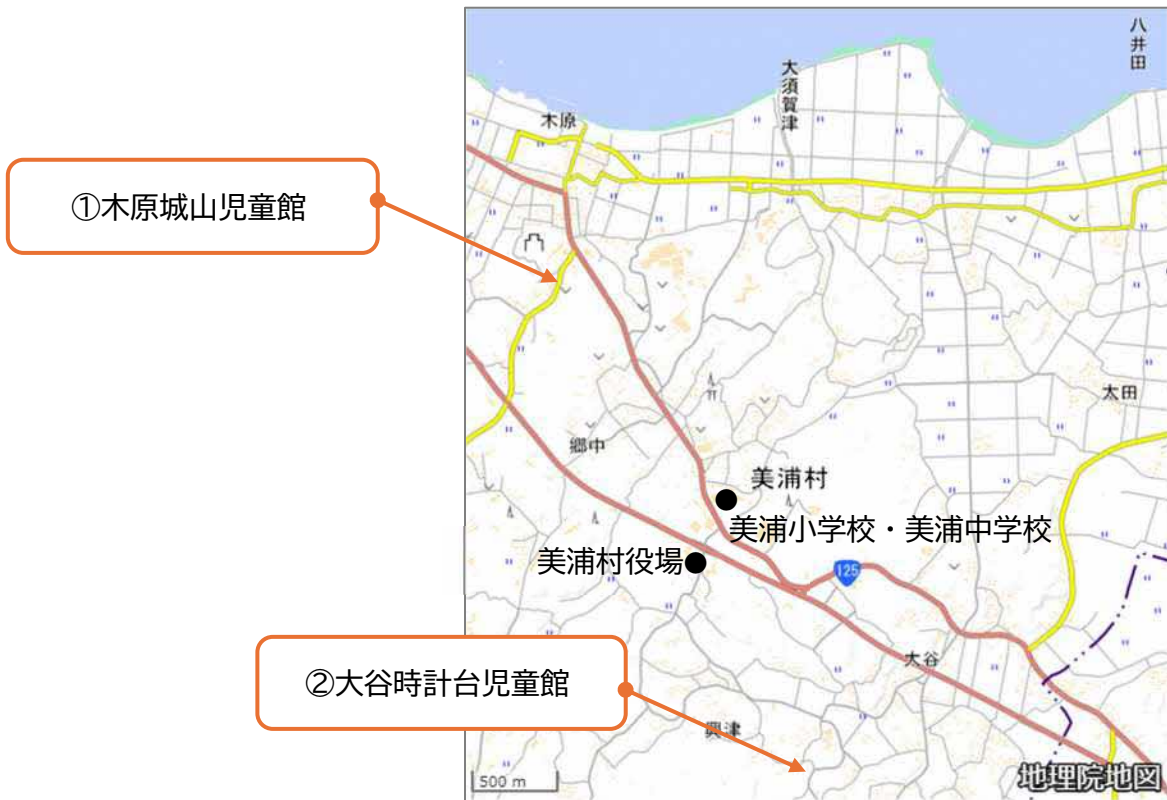 八井田
大須賀津
木原
①木原城山児童館
太田
郷中
美浦村
美浦小学校・美浦中学校
美浦村役場
125
大谷
②大谷時計台児童館
興津
500 m
地理院地図